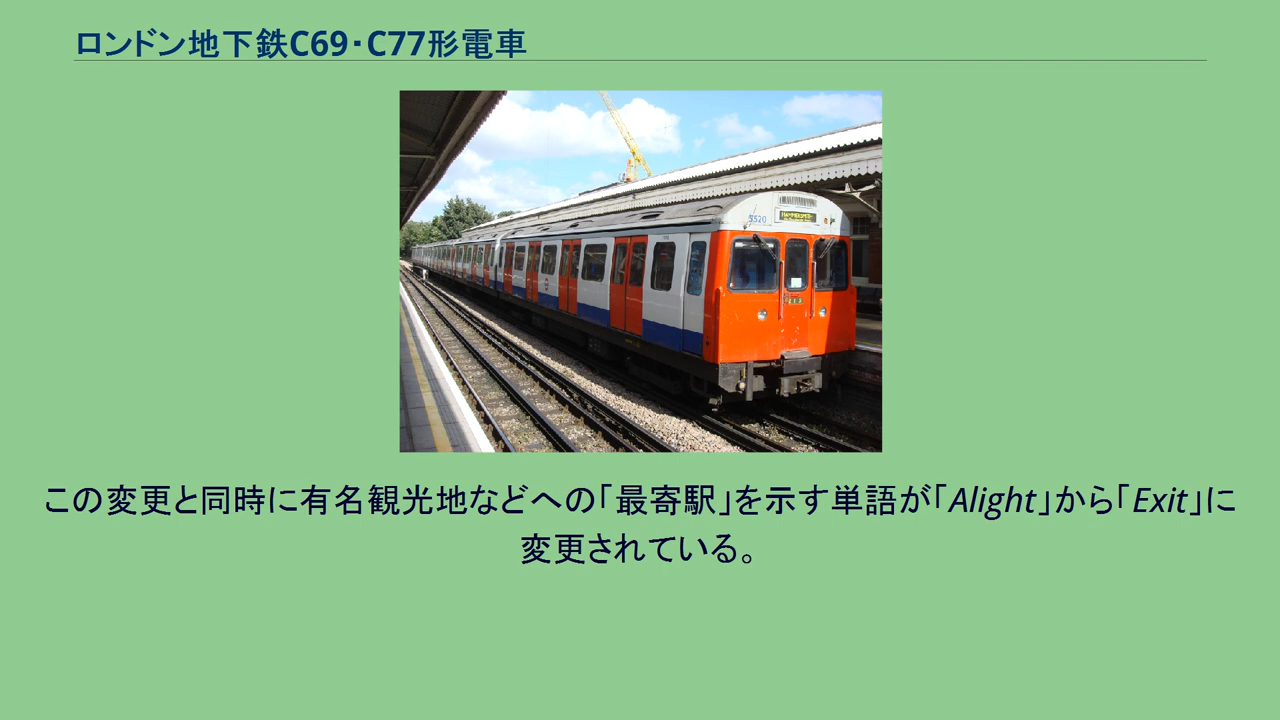 ロンドン地下鉄C69・C77形電車
5520
この変更と同時に有名観光地などへの「最寄駅」を示す単語が「Alight」から「Exit」に
変更されている。